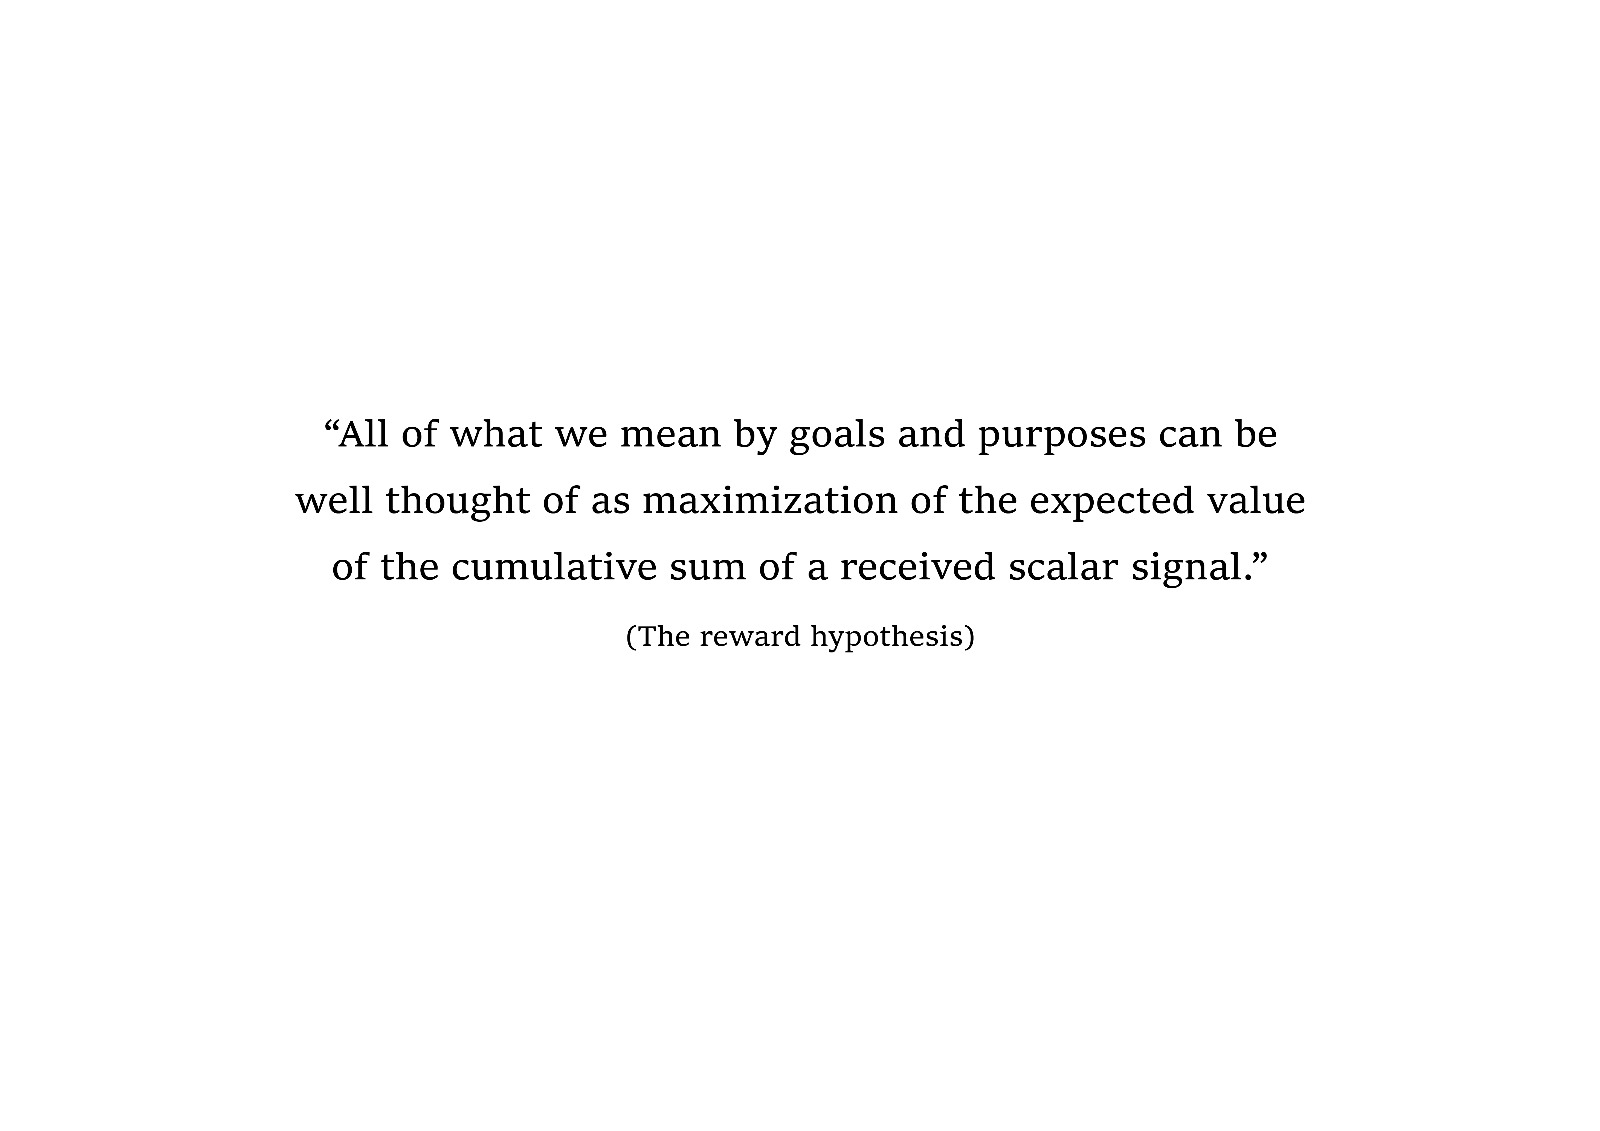 “All of what we mean by goals and purposes can be
well thought of as maximization of the expected value
of the cumulative sum of a received scalar signal.”
(The reward hypothesis)